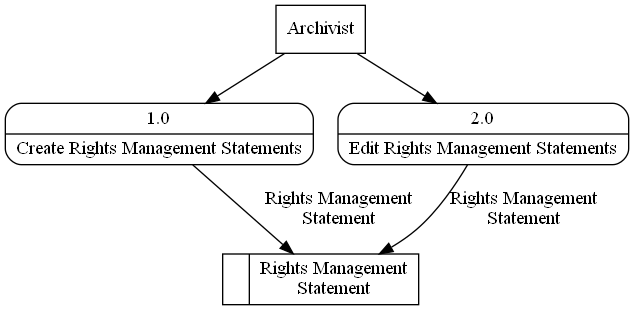 Archivist
1.0
Create Rights Management Statements
2.0
Edit Rights Management Statements
Rights Management
Statement
Rights Management
Statement
Rights Management
Statement